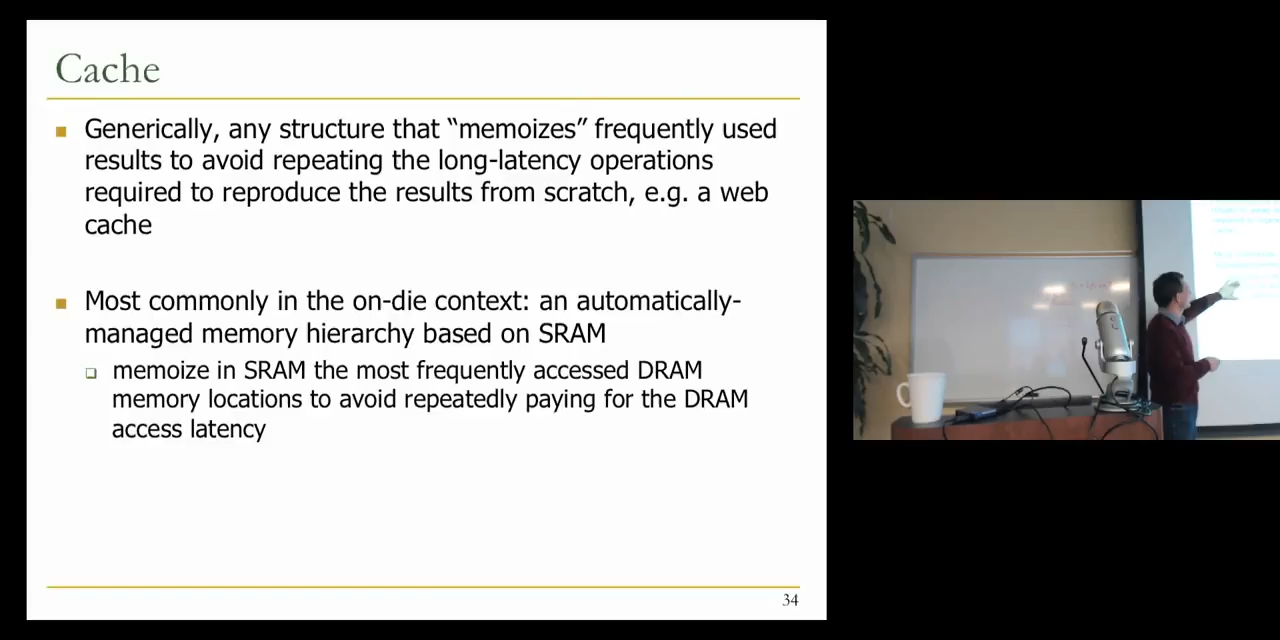 Cache
Generically, any structure that “memoizes” frequently used
results to avoid repeating the long-latency operations
required to reproduce the results from scratch, e.g. a web
cache
Most commonly in the on-die context: an automatically-
managed memory hierarchy based on SRAM
memoize in SRAM the most frequently accessed DRAM
memory locations to avoid repeatedly paying for the DRAM
access latency
34